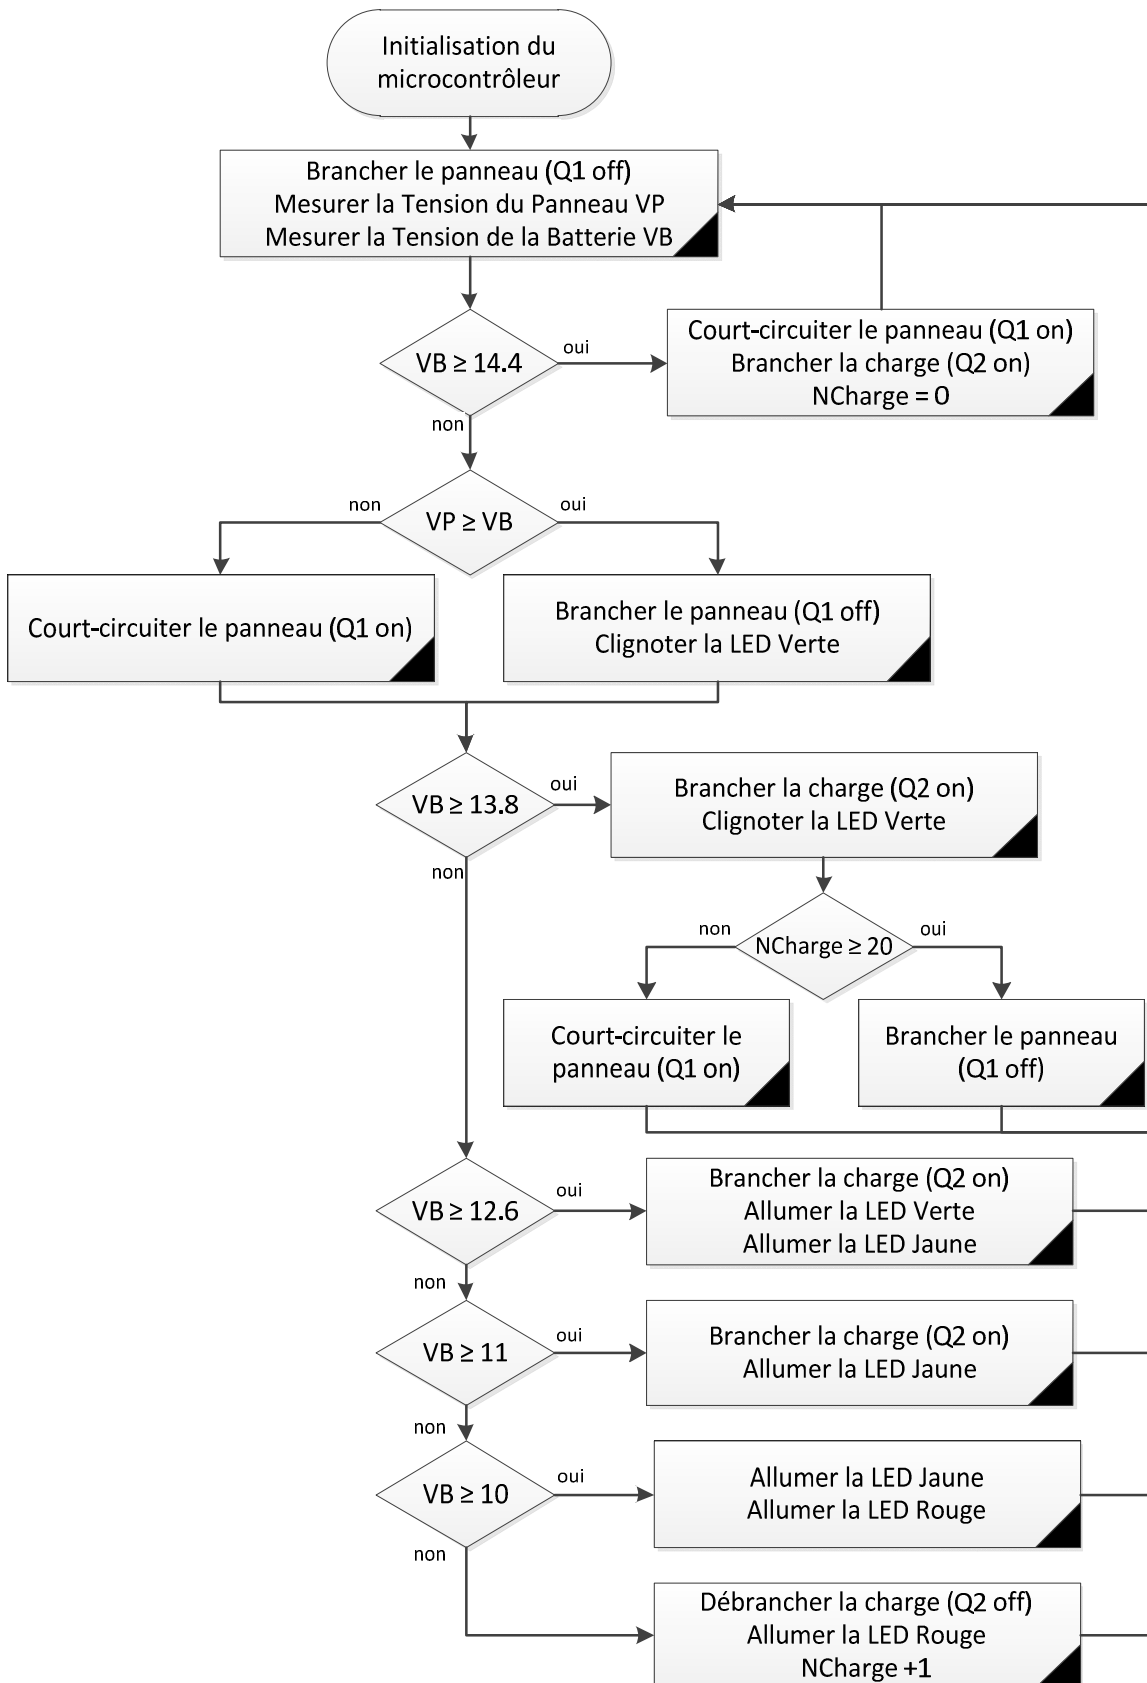 Initialisation du
microcontrôleur
Brancher le panneau (Q1 off)
Mesurer la Tension du Panneau VP
Mesurer la Tension de la Batterie VB
VB ≥ 14.4
oui
non
Court-circuiter le panneau (Q1 on)
Brancher la charge (Q2 on)
NCharge = 0
VP ≥ VB
non
oui
Court-circuiter le panneau (Q1 on)
Brancher le panneau (Q1 off)
Clignoter la LED Verte
VB ≥ 13.8
oui
non
Brancher la charge (Q2 on)
Clignoter la LED Verte
NCharge ≥ 20
non
oui
Court-circuiter le
panneau (Q1 on)
Brancher le panneau
(Q1 off)
VB ≥ 12.6
oui
non
Brancher la charge (Q2 on)
Allumer la LED Verte
Allumer la LED Jaune
VB ≥ 11
oui
non
Brancher la charge (Q2 on)
Allumer la LED Jaune
VB ≥ 10
oui
non
Allumer la LED Jaune
Allumer la LED Rouge
Débrancher la charge (Q2 off)
Allumer la LED Rouge
NCharge +1